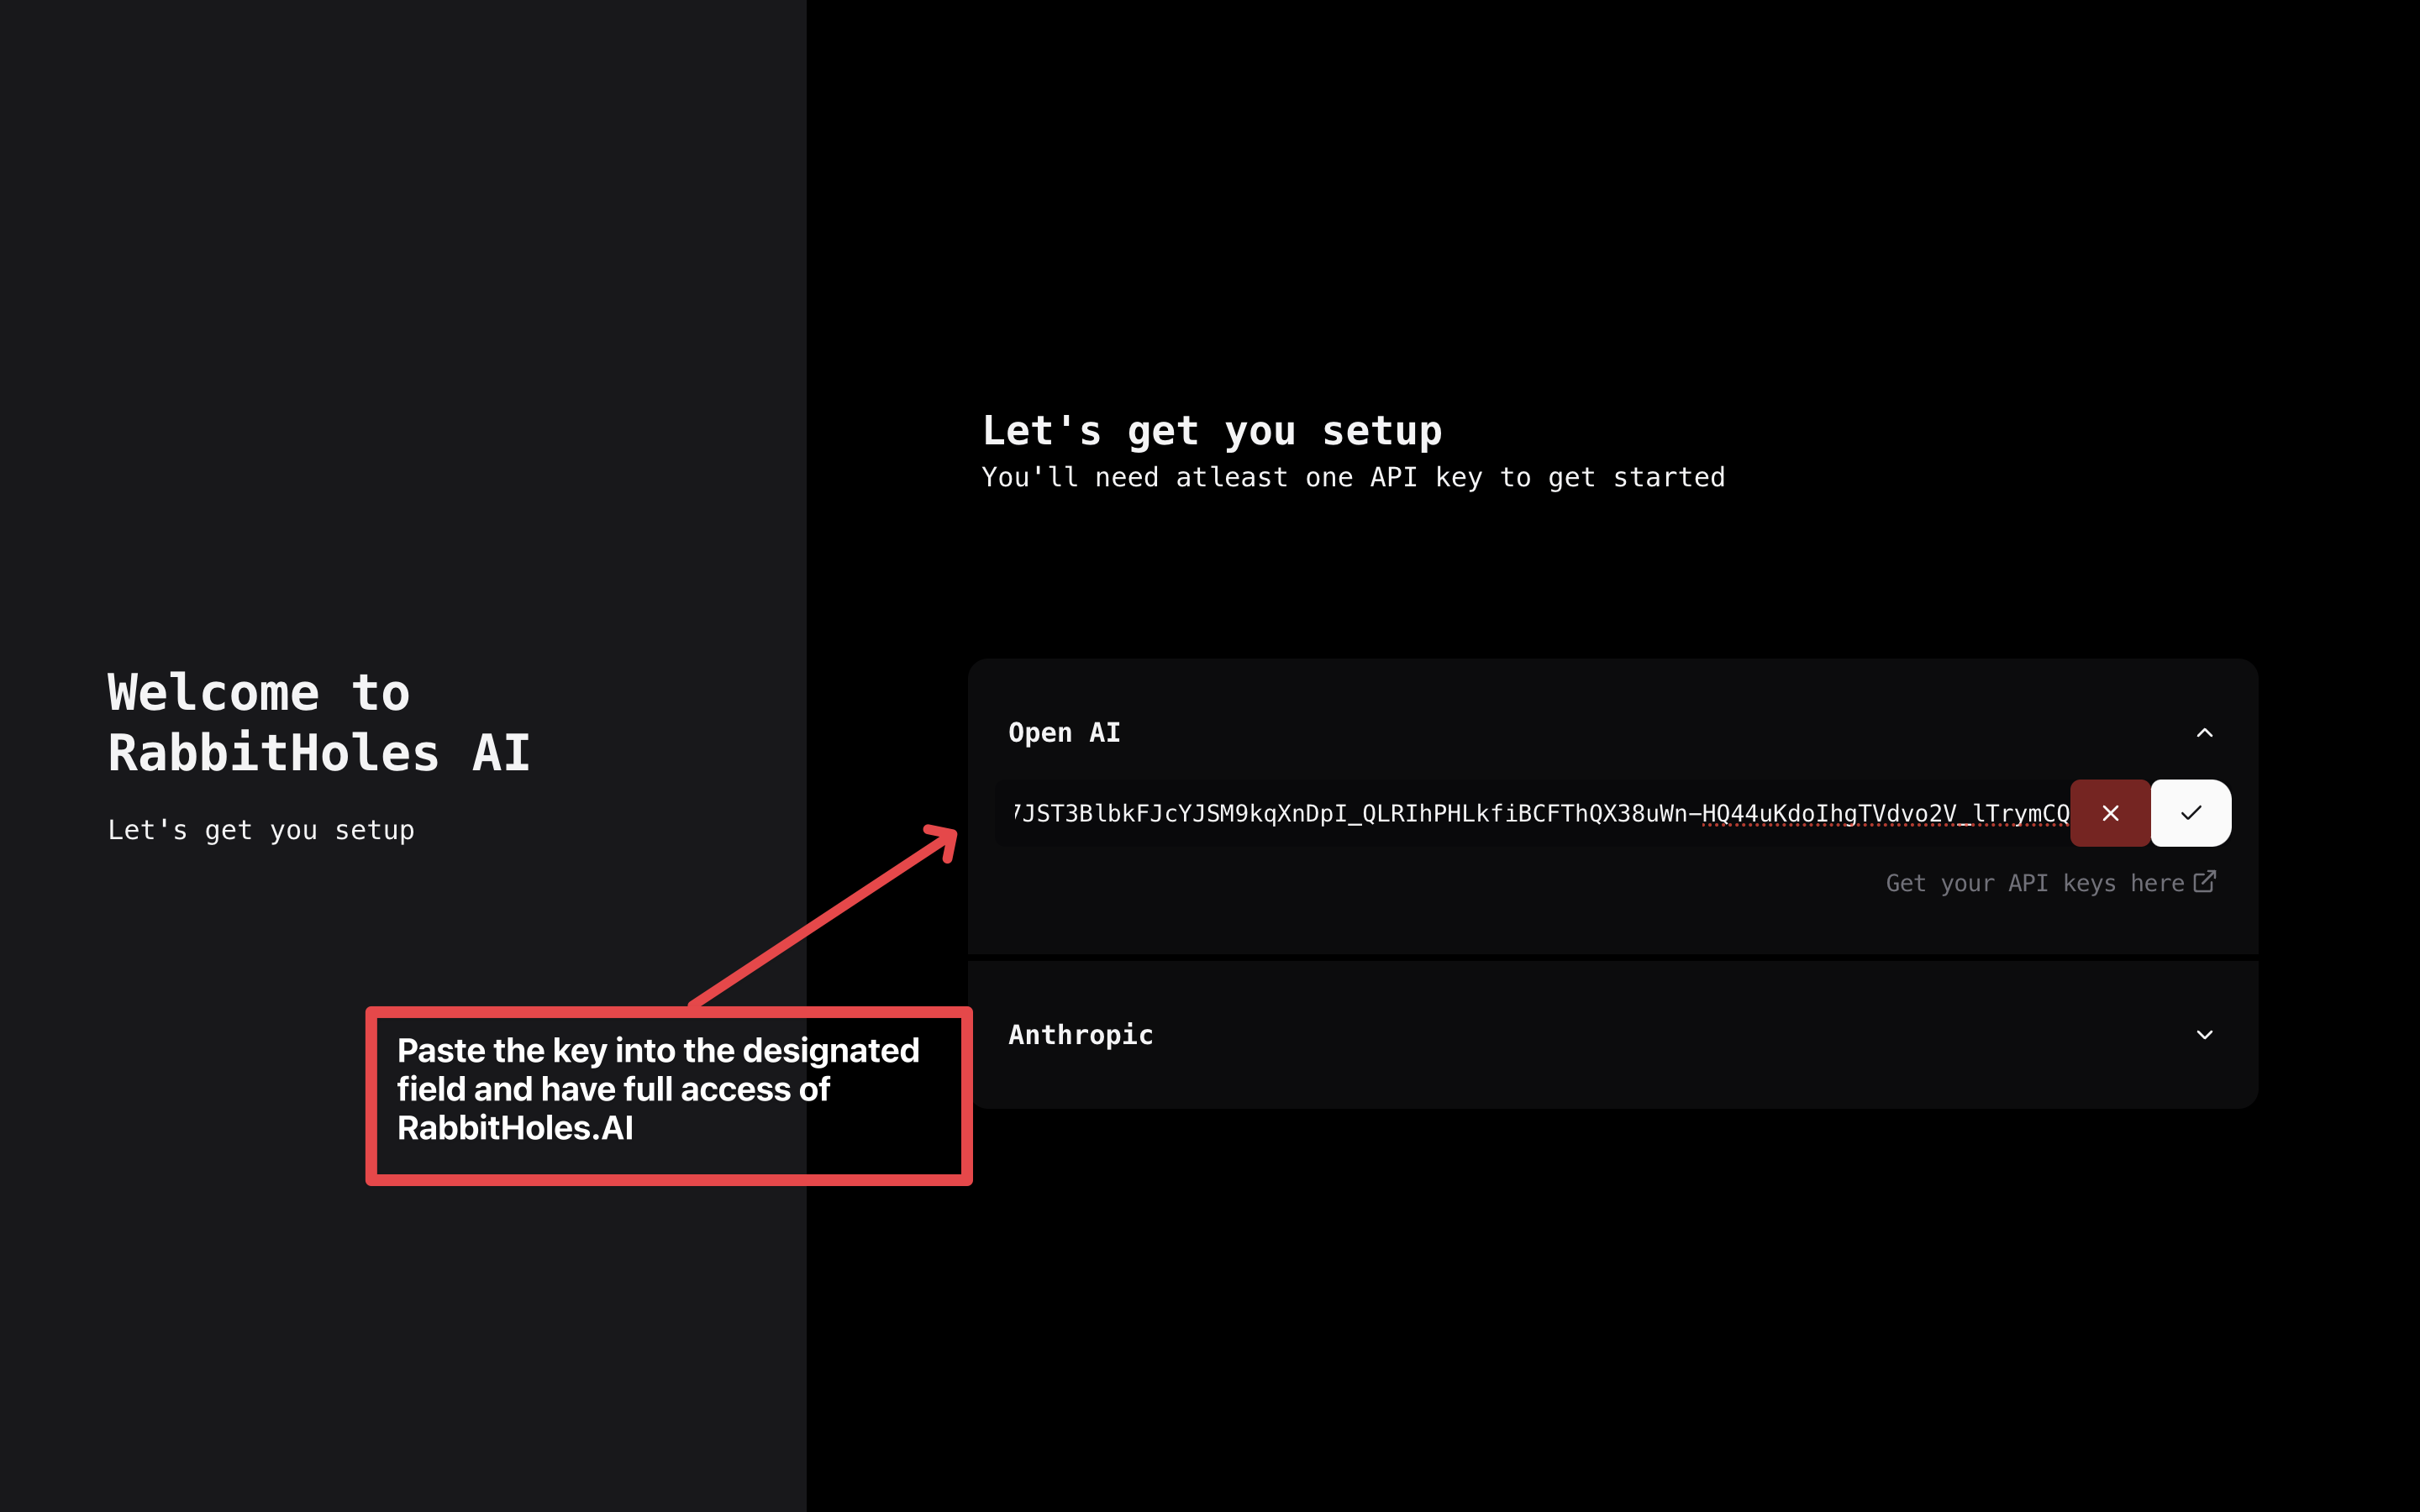 Let's get you setup
You'll need atleast one API key to get started
Welcome to
RabbitHoles AI
Let's get you setup
Open AI
JST3BlbkFJcYJSM9kqXnDpI_QLRIhPHLkfiBCFThQX38uWn-HQ44uKdoIhgTVdvo2V_lTrymCQ
Get your API keys here
Anthropic
Paste the key into the designated
field and have full access of
RabbitHoles.AI